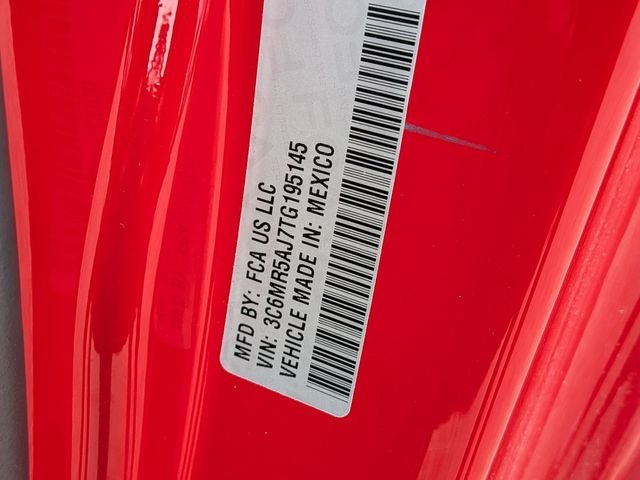 MFD BY: FCA US LLC
VIN: 3C6MR5AJ7TG195145
VEHICLE MADE IN: MEXICO